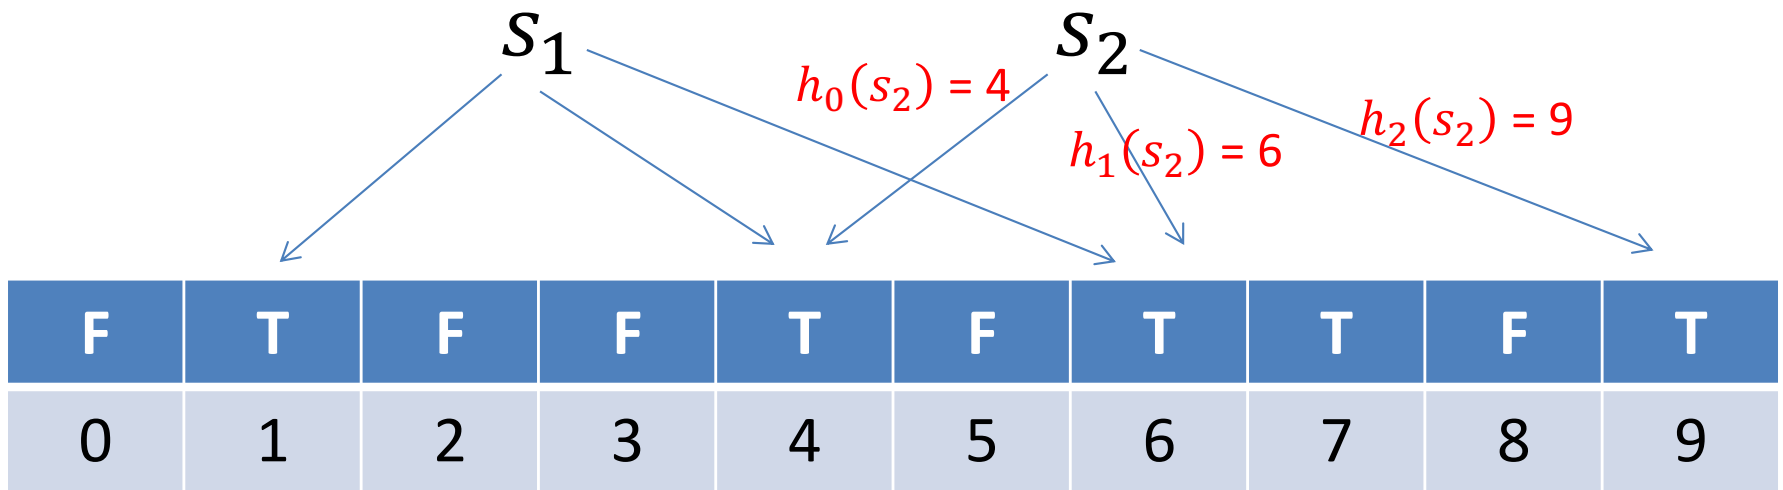 s₁ s₂
h₀(s₂) = 4
h₂(s₂) = 9
h₁(s₂) = 6
F T F F T F T T F T
0 1 2 3 4 5 6 7 8 9